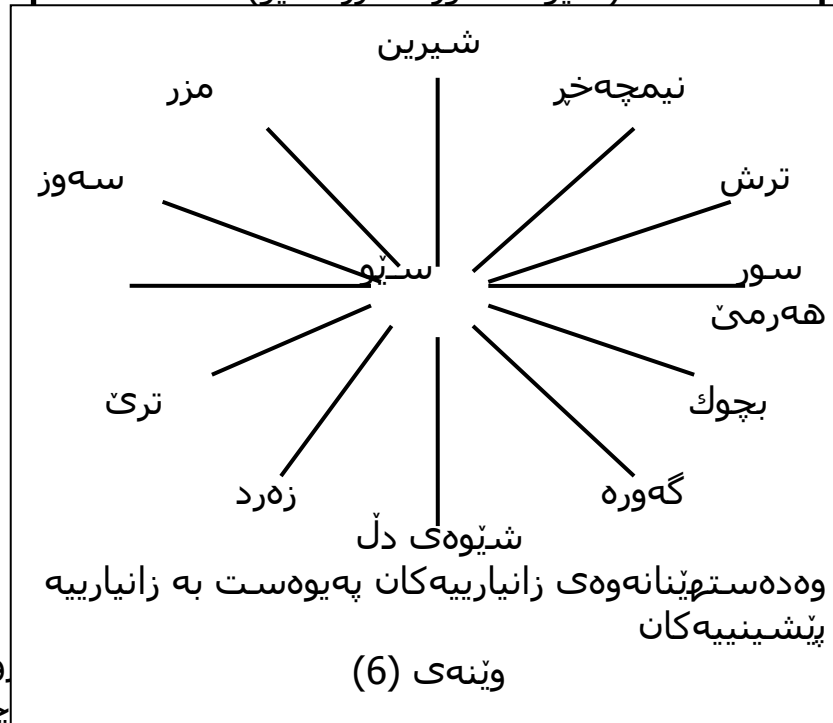 شیرین
نیمچەخڕ
مزر
ترش
سەوز
سێو
سور
هەرمێ
بچوك
ترێ
گەورە
زەرد
شێوەی دڵ
وەدەستهێنانەوەی زانیارییەکان پەیوەست بە زانیارییە
پێشینییەکان
وێنەی (6)